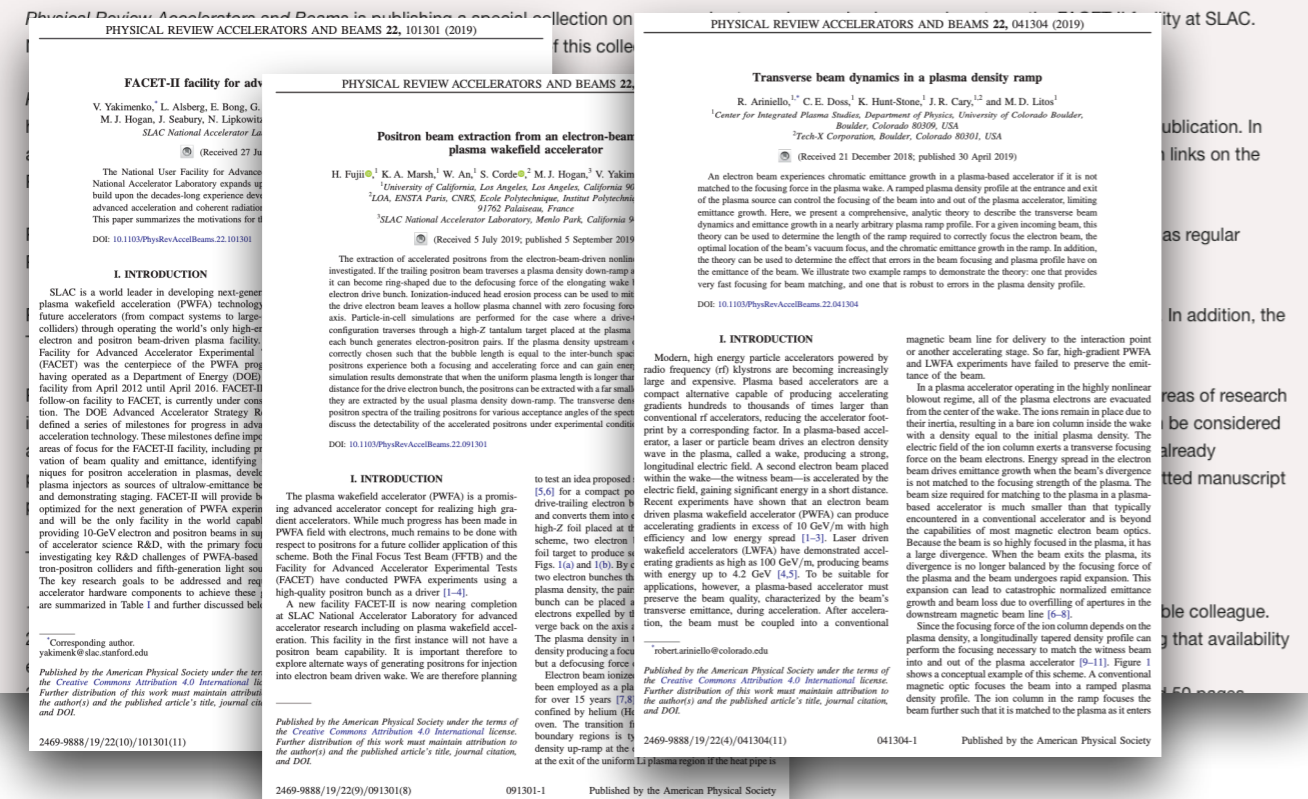 Physical Review Accelerators and Beams is publishing a special collection on
ility at SLAC.
f this colle
ublication. In
links on the
as regular
In addition, the
reas of research
be considered
already
tted manuscript
ble colleague.
g that availability
PHYSICAL REVIEW ACCELERATORS AND BEAMS 22, 101301 (2019)
FACET-II facility for adv
V. Yakimenko,* L. Alsberg, E. Bong, G.
M. J. Hogan, J. Seabury, N. Lipkowitz
SLAC National Accelerator La
(Received 27 Ju
The National User Facility for Advance
National Accelerator Laboratory expands up
build upon the decades-long experience deve
advanced acceleration and coherent radiation
This paper summarizes the motivations for th
DOI: 10.1103/PhysRevAccelBeams.22.101301
I. INTRODUCTION
SLAC is a world leader in developing next-gener
plasma wakefield acceleration (PWFA) technology
future accelerators (from compact systems to large-
colliders) through operating the world's only high-en
electron and positron beam-driven plasma facility.
Facility for Advanced Accelerator Experimental
(FACET) was the centerpiece of the PWFA prog
having operated as a Department of Energy (DOE)
facility from April 2012 until April 2016. FACET-II
follow-on facility to FACET, is currently under cons
tion. The DOE Advanced Accelerator Strategy Re
defined a series of milestones for progress in adva
acceleration technology. These milestones define impo
areas of focus for the FACET-II facility, including pr
vation of beam quality and emittance, identifying
niques for positron acceleration in plasmas, develo
plasma injectors as sources of ultralow-emittance be
and demonstrating staging. FACET-II will provide be
optimized for the next generation of PWFA experim
and will be the only facility in the world capabl
providing 10-GeV electron and positron beams in sup
of accelerator science R&D, with the primary focu
investigating key R&D challenges of PWFA-based
tron-positron colliders and fifth-generation light sou
The key research goals to be addressed and requ
accelerator hardware components to achieve these g
are summarized in Table I and further discussed belo
*Corresponding author.
yakimenk@slac.stanford.edu
Published by the American Physical Society under the ter
the Creative Commons Attribution 4.0 International lic
Further distribution of this work must maintain attributi
the author(s) and the published article's title, journal cita
and DOI.
2469-9888/19/22(10)/101301(11)
PHYSICAL REVIEW ACCELERATORS AND BEAMS 22,
Positron beam extraction from an electron-beam
plasma wakefield accelerator
H. Fujii,1 K. A. Marsh,1 W. An,1 S. Corde,2 M. J. Hogan,3 V. Yakim
1University of California, Los Angeles, Los Angeles, California 90
2LOA, ENSTA Paris, CNRS, Ecole Polytechnique, Institut Polytechni
91762 Palaiseau, France
3SLAC National Accelerator Laboratory, Menlo Park, California 9
(Received 5 July 2019; published 5 September 2019
The extraction of accelerated positrons from the electron-beam-driven nonline
investigated. If the trailing positron beam traverses a plasma density down-ramp a
it can become ring-shaped due to the defocusing force of the elongating wake
electron drive bunch. Ionization-induced head erosion process can be used to mit
the drive electron beam leaves a hollow plasma channel with zero focusing force
axis. Particle-in-cell simulations are performed for the case where a drive-t
configuration traverses through a high-Z tantalum target placed at the plasma
each bunch generates electron-positron pairs. If the plasma density upstream
correctly chosen such that the bubble length is equal to the inter-bunch spac
positrons experience both a focusing and accelerating force and can gain energ
simulation results demonstrate that when the uniform plasma length is longer tha
distance for the drive electron bunch, the positrons can be extracted with a far smalle
they are extracted by the usual plasma density down-ramp. The transverse den
positron spectra of the trailing positrons for various acceptance angles of the spect
discuss the detectability of the accelerated positrons under experimental conditio
DOI: 10.1103/PhysRevAccelBeams.22.091301
I. INTRODUCTION
The plasma wakefield accelerator (PWFA) is a promis-
ing advanced accelerator concept for realizing high gra-
dient accelerators. While much progress has been made in
PWFA field with electrons, much remains to be done with
respect to positrons for a future collider application of this
scheme. Both the Final Focus Test Beam (FFTB) and the
Facility for Advanced Accelerator Experimental Tests
(FACET) have conducted PWFA experiments using a
high-quality positron bunch as a driver [1–4].
A new facility FACET-II is now nearing completion
at SLAC National Accelerator Laboratory for advanced
accelerator research including on plasma wakefield accel-
eration. This facility in the first instance will not have a
positron beam capability. It is important therefore to
explore alternate ways of generating positrons for injection
into electron beam driven wake. We are therefore planning
Published by the American Physical Society under the terms of
the Creative Commons Attribution 4.0 International license.
Further distribution of this work must maintain attribution to
the author(s) and the published article's title, journal citation,
and DOI.
to test an idea proposed
[5,6] for a compact po
drive-trailing electron b
and converts them into e
high-Z foil placed at th
scheme, two electron
foil target to produce s
Figs. 1(a) and 1(b). By c
two electron bunches tha
plasma density, the pair
bunch can be placed a
electrons expelled by th
verge back on the axis a
The plasma density in t
density producing a focu
but a defocusing force
Electron beam ionize
been employed as a pla
for over 15 years [7,8]
confined by helium (He
oven. The transition f
boundary regions is ty
density up-ramp at the
at the exit of the uniform Li plasma region if the heat pipe is
2469-9888/19/22(9)/091301(8)
091301-1
Published by the American Physical Society
PHYSICAL REVIEW ACCELERATORS AND BEAMS 22, 041304 (2019)
Transverse beam dynamics in a plasma density ramp
R. Ariniello,1,* C. E. Doss,1 K. Hunt-Stone,1 J. R. Cary,1,2 and M. D. Litos1
1Center for Integrated Plasma Studies, Department of Physics, University of Colorado Boulder,
Boulder, Colorado 80309, USA
2Tech-X Corporation, Boulder, Colorado 80301, USA
(Received 21 December 2018; published 30 April 2019)
An electron beam experiences chromatic emittance growth in a plasma-based accelerator if it is not
matched to the focusing force in the plasma wake. A ramped plasma density profile at the entrance and exit
of the plasma source can control the focusing of the beam into and out of the plasma accelerator, limiting
emittance growth. Here, we present a comprehensive, analytic theory to describe the transverse beam
dynamics and emittance growth in a nearly arbitrary plasma ramp profile. For a given incoming beam, this
theory can be used to determine the length of the ramp required to correctly focus the electron beam, the
optimal location of the beam's vacuum focus, and the chromatic emittance growth in the ramp. In addition,
the theory can be used to determine the effect that errors in the beam focusing and plasma profile have on
the emittance of the beam. We illustrate two example ramps to demonstrate the theory: one that provides
very fast focusing for beam matching, and one that is robust to errors in the plasma density profile.
DOI: 10.1103/PhysRevAccelBeams.22.041304
I. INTRODUCTION
Modern, high energy particle accelerators powered by
radio frequency (rf) klystrons are becoming increasingly
large and expensive. Plasma based accelerators are a
compact alternative capable of producing accelerating
gradients hundreds to thousands of times larger than
conventional rf accelerators, reducing the accelerator foot-
print by a corresponding factor. In a plasma-based accel-
erator, a laser or particle beam drives an electron density
wave in the plasma, called a wake, producing a strong,
longitudinal electric field. A second electron beam placed
within the wake—the witness beam—is accelerated by the
electric field, gaining significant energy in a short distance.
Recent experiments have shown that an electron beam
driven plasma wakefield accelerator (PWFA) can produce
accelerating gradients in excess of 10 GeV/m with high
efficiency and low energy spread [1–3]. Laser driven
wakefield accelerators (LWFA) have demonstrated accel-
erating gradients as high as 100 GeV/m, producing beams
with energy up to 4.2 GeV [4,5]. To be suitable for
applications, however, a plasma-based accelerator must
preserve the beam quality, characterized by the beam's
transverse emittance, during acceleration. After accelera-
tion, the beam must be coupled into a conventional
*robert.ariniello@colorado.edu
Published by the American Physical Society under the terms of
the Creative Commons Attribution 4.0 International license.
Further distribution of this work must maintain attribution to
the author(s) and the published article's title, journal citation,
and DOI.
magnetic beam line for delivery to the interaction point
or another accelerating stage. So far, high-gradient PWFA
and LWFA experiments have failed to preserve the emit-
tance of the beam.
In a plasma accelerator operating in the highly nonlinear
blowout regime, all of the plasma electrons are evacuated
from the center of the wake. The ions remain in place due to
their inertia, resulting in a bare ion column inside the wake
with a density equal to the initial plasma density. The
electric field of the ion column exerts a transverse focusing
force on the beam electrons. Energy spread in the electron
beam drives emittance growth when the beam's divergence
is not matched to the focusing strength of the plasma. The
beam size required for matching to the plasma in a plasma-
based accelerator is much smaller than that typically
encountered in a conventional accelerator and is beyond
the capabilities of most magnetic electron beam optics.
Because the beam is so highly focused in the plasma, it has
a large divergence. When the beam exits the plasma, its
divergence is no longer balanced by the focusing force of
the plasma and the beam undergoes rapid expansion. This
expansion can lead to catastrophic normalized emittance
growth and beam loss due to overfilling of apertures in the
downstream magnetic beam line [6–8].
Since the focusing force of the ion column depends on the
plasma density, a longitudinally tapered density profile can
perform the focusing necessary to match the witness beam
into and out of the plasma accelerator [9–11]. Figure 1
shows a conceptual example of this scheme. A conventional
magnetic optic focuses the beam into a ramped plasma
density profile. The ion column in the ramp focuses the
beam further such that it is matched to the plasma as it enters
2469-9888/19/22(4)/041304(11)
041304-1
Published by the American Physical Society